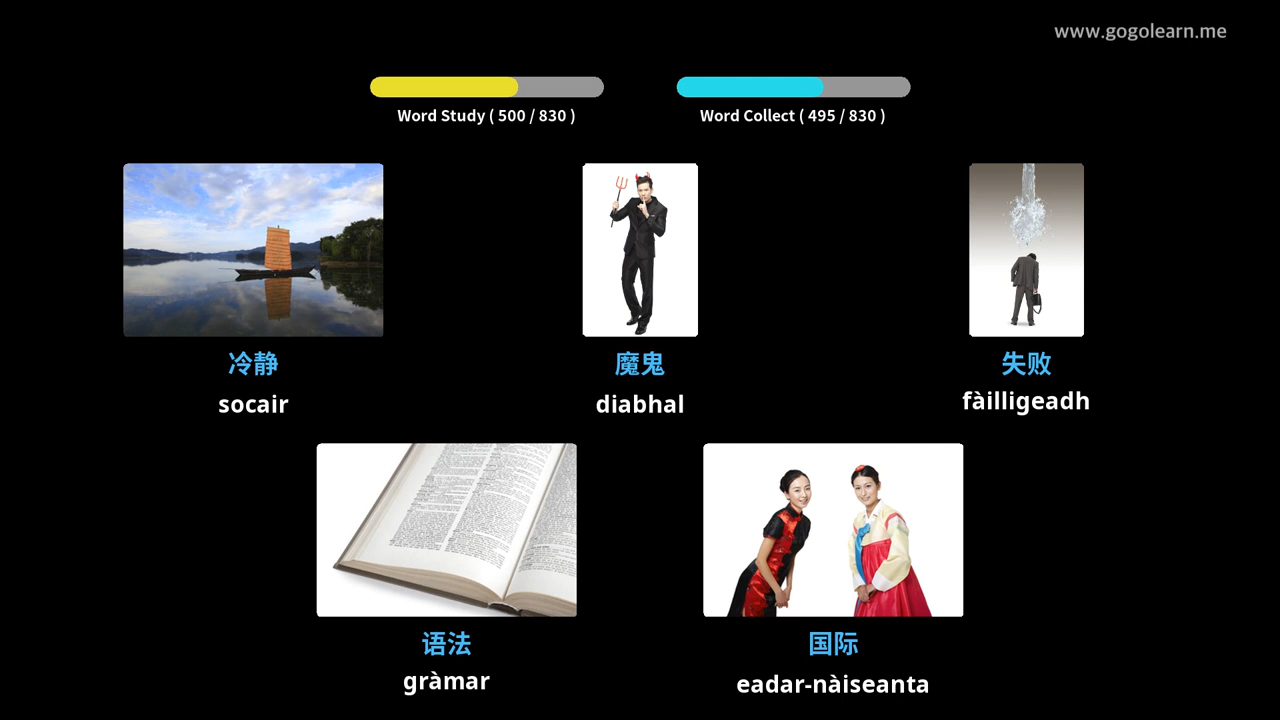 www.gogolearn.me
Word Study ( 500 / 830 )
Word Collect ( 495 / 830 )
冷静
魔鬼
失败
socair
diabhal
fàilligeadh
语法
国际
gràmar
eadar-nàiseanta